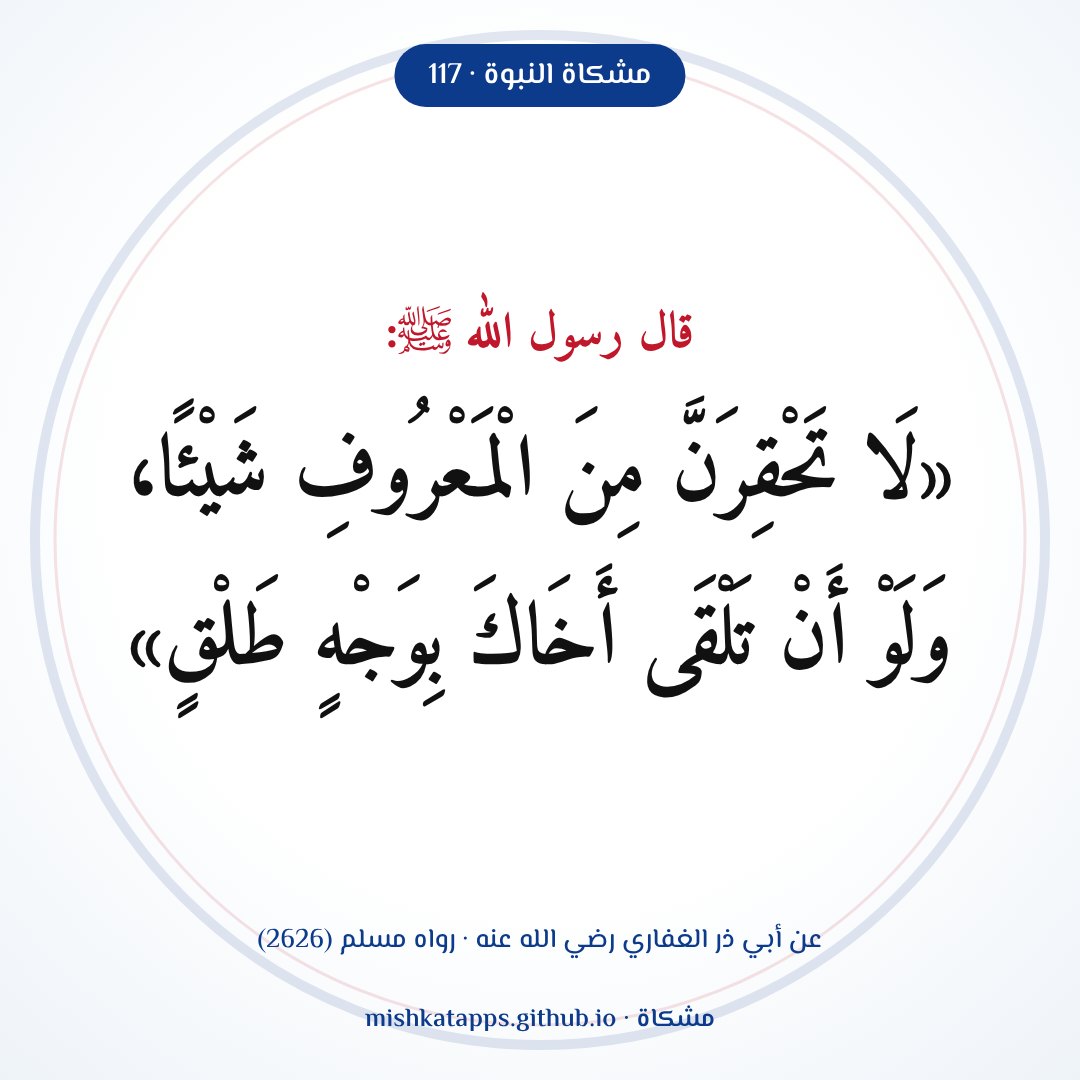 مشكاة النبوة · 117
قال رسول الله ﷺ:
«لَا تَحْقِرَنَّ مِنَ الْمَعْرُوفِ شَيْئًا،
وَلَوْ أَنْ تَلْقَى أَخَاكَ بِوَجْهٍ طَلْقٍ»
عن أبي ذر الغفاري رضي الله عنه · رواه مسلم (2626)
مشكاة · mishkatapps.github.io